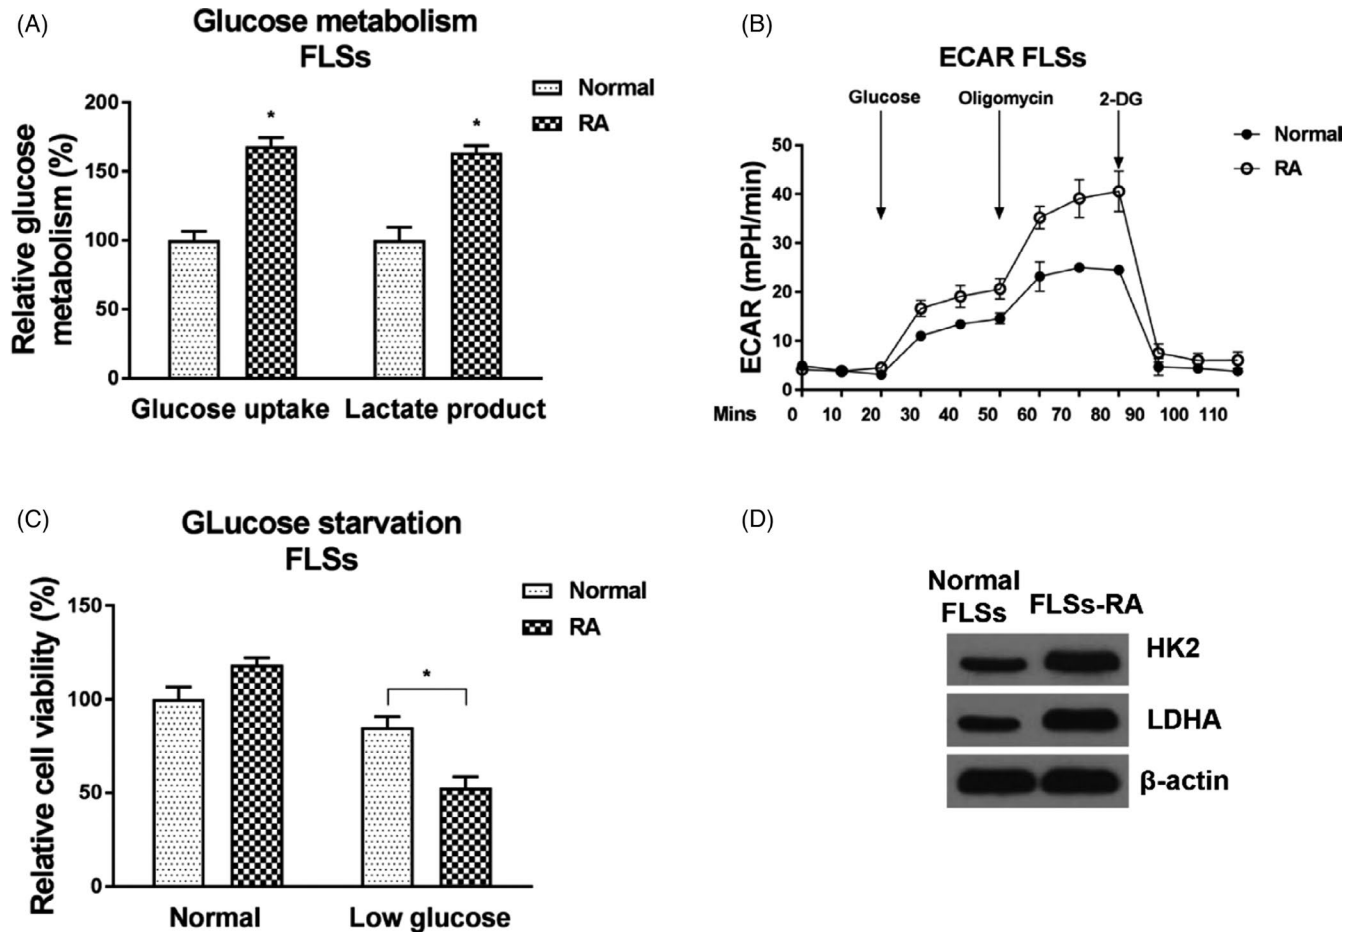 (A)
Glucose metabolism
FLSs
Normal
RA
Relative glucose
metabolism (%)
200
150
100
50
0
Glucose uptake Lactate product
(B)
ECAR FLSs
Glucose Oligomycin 2-DG
Normal
RA
ECAR (mPH/min)
50
40
30
20
10
0
Mins 0 10 20 30 40 50 60 70 80 90 100 110
(C)
GLucose starvation
FLSs
Normal
RA
Relative cell viability (%)
150
100
50
0
Normal Low glucose
* 
(D)
Normal
FLSs
FLSs-RA
HK2
LDHA
β-actin